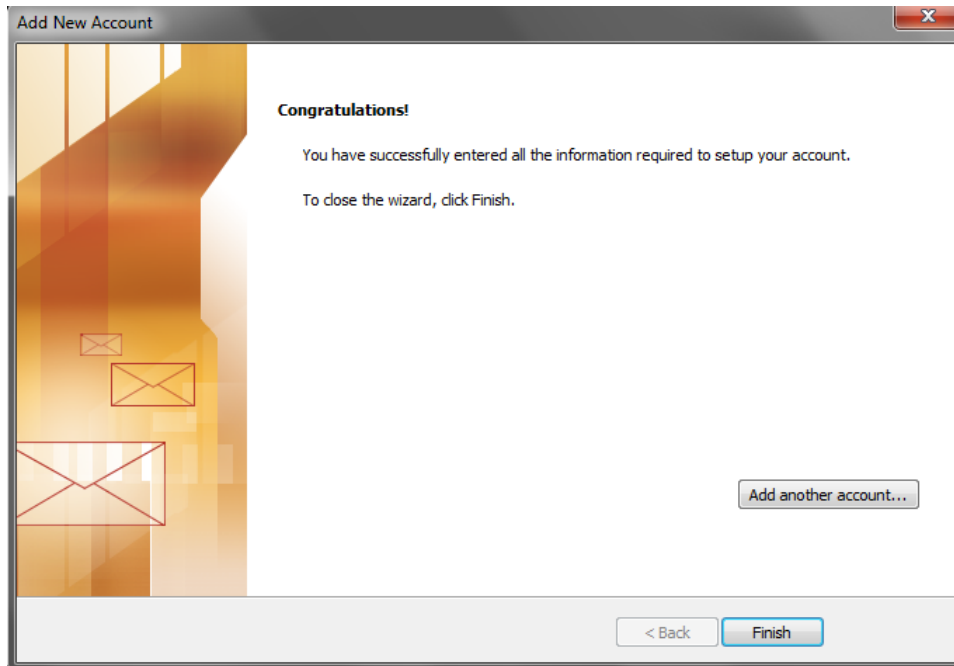 Add New Account
Congratulations!
You have successfully entered all the information required to setup your account.
To close the wizard, click Finish.
Add another account...
< Back
Finish